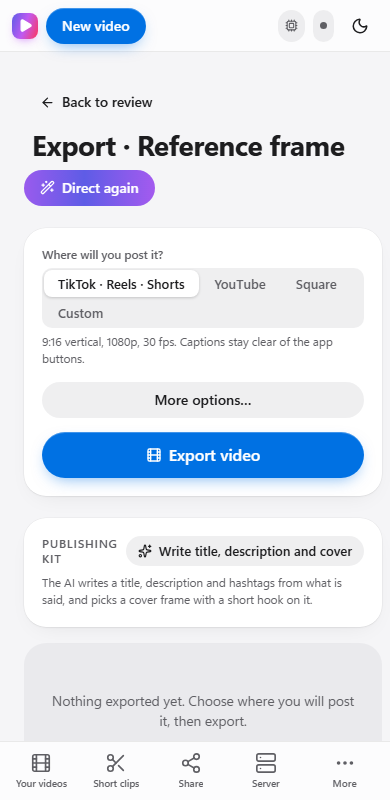 New video
Back to review
Export · Reference frame
Direct again
Where will you post it?
TikTok · Reels · Shorts YouTube Square
Custom
9:16 vertical, 1080p, 30 fps. Captions stay clear of the app
buttons.
More options...
Export video
PUBLISHING
KIT
Write title, description and cover
The AI writes a title, description and hashtags from what is
said, and picks a cover frame with a short hook on it.
Nothing exported yet. Choose where you will post
it, then export.
Your videos Short clips Share Server More